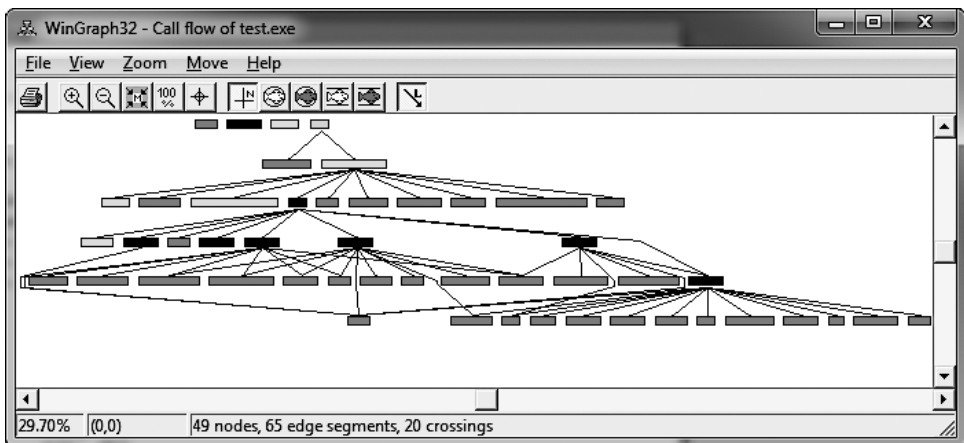 WinGraph32 - Call flow of test.exe
File View Zoom Move Help
M 100 % N
29.70% (0,0) 49 nodes, 65 edge segments, 20 crossings